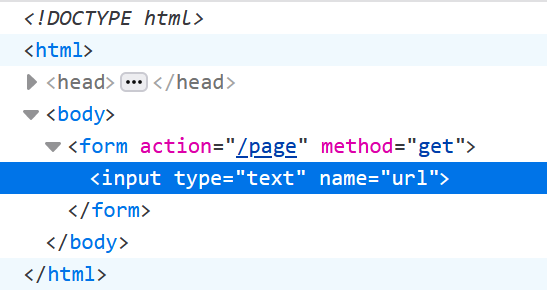 <!DOCTYPE html>
<html>
<head> ••• </head>
<body>
<form action="/page" method="get">
<input type="text" name="url">
</form>
</body>
</html>